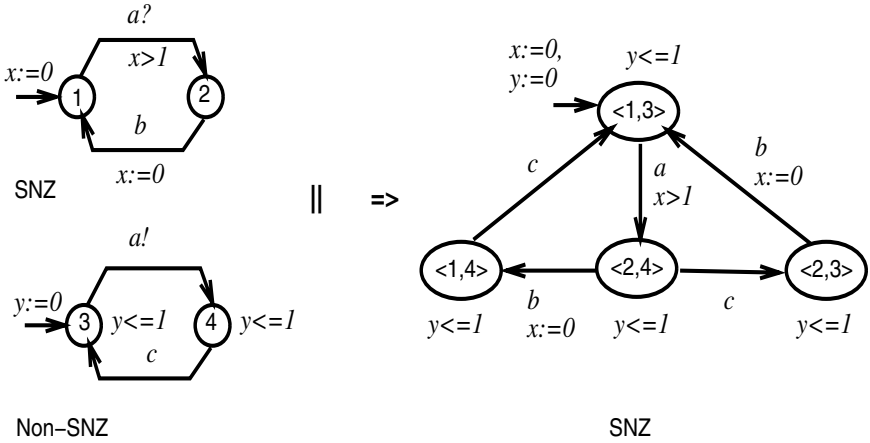 a?
x>1
x:=0
1
2
b
x:=0
SNZ
||
=>
a!
y:=0
3
y<=1
4
y<=1
c
Non-SNZ
x:=0,
y:=0
y<=1
<1,3>
c
a
x>1
b
x:=0
<1,4>
<2,4>
<2,3>
b
x:=0
c
y<=1
y<=1
y<=1
SNZ